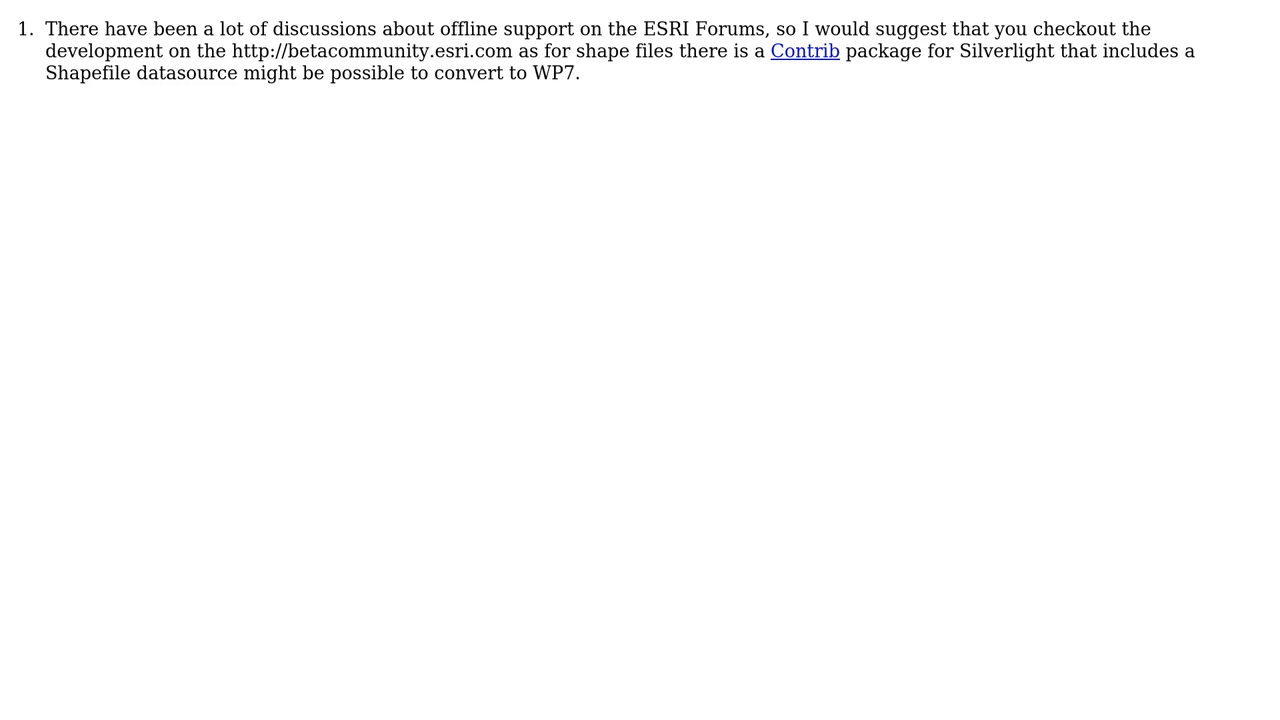 1. There have been a lot of discussions about offline support on the ESRI Forums, so I would suggest that you checkout the
development on the http://betacommunity.esri.com as for shape files there is a Contrib package for Silverlight that includes a
Shapefile datasource might be possible to convert to WP7.